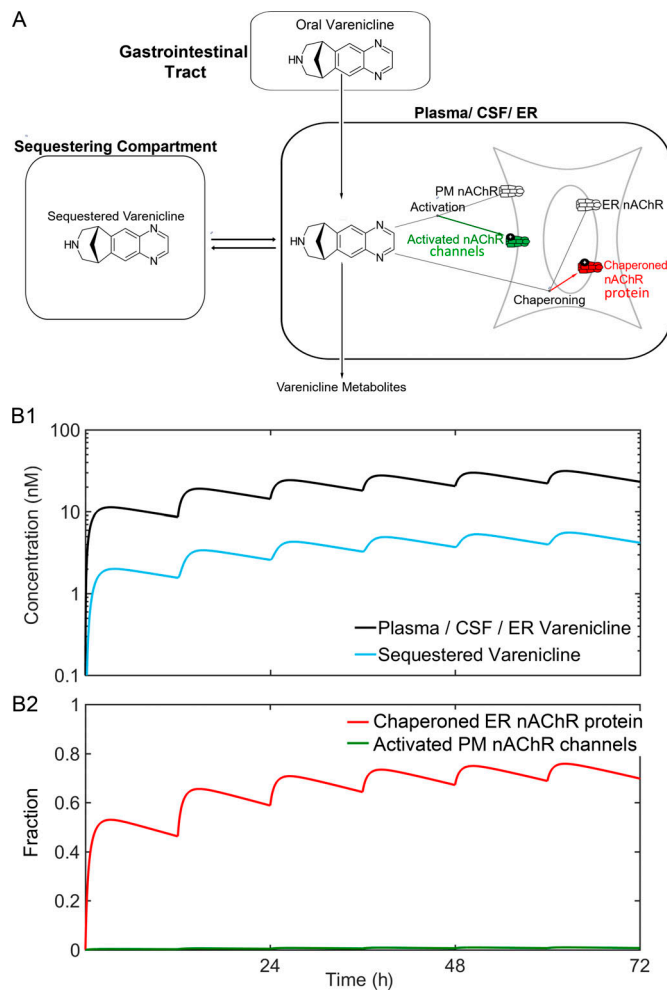 A
Gastrointestinal
Tract
Oral Varenicline
HN
N
N
Plasma/ CSF/ ER
Sequestering Compartment
Sequestered Varenicline
HN
N
N
HN
N
N
PM nAChR
Activation
ER nAChR
Activated nAChR
channels
Chaperoned
nAChR
protein
Chaperoning
Varenicline Metabolites
B1
Concentration (nM)
100
10
1
0.1
Plasma / CSF / ER Varenicline
Sequestered Varenicline
B2
Fraction
1
0.8
0.6
0.4
0.2
0
Chaperoned ER nAChR protein
Activated PM nAChR channels
24
48
72
Time (h)